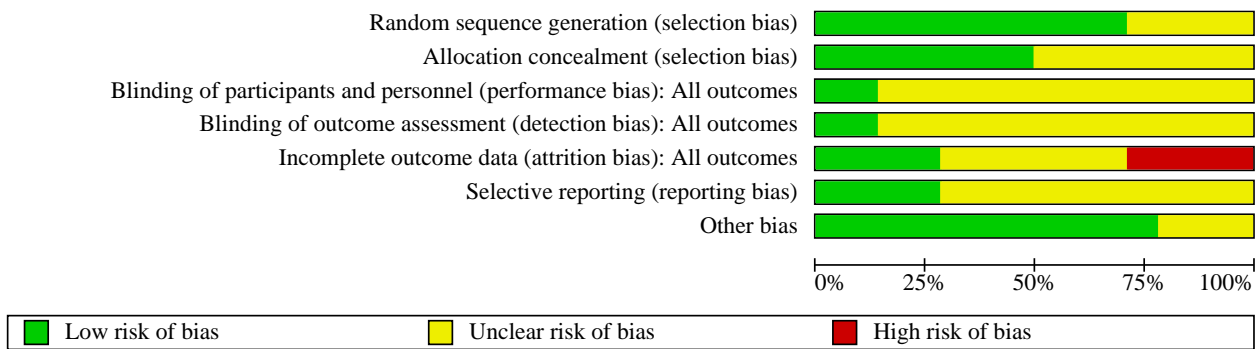 Random sequence generation (selection bias)
Allocation concealment (selection bias)
Blinding of participants and personnel (performance bias): All outcomes
Blinding of outcome assessment (detection bias): All outcomes
Incomplete outcome data (attrition bias): All outcomes
Selective reporting (reporting bias)
Other bias
0% 25% 50% 75% 100%
Low risk of bias Unclear risk of bias High risk of bias